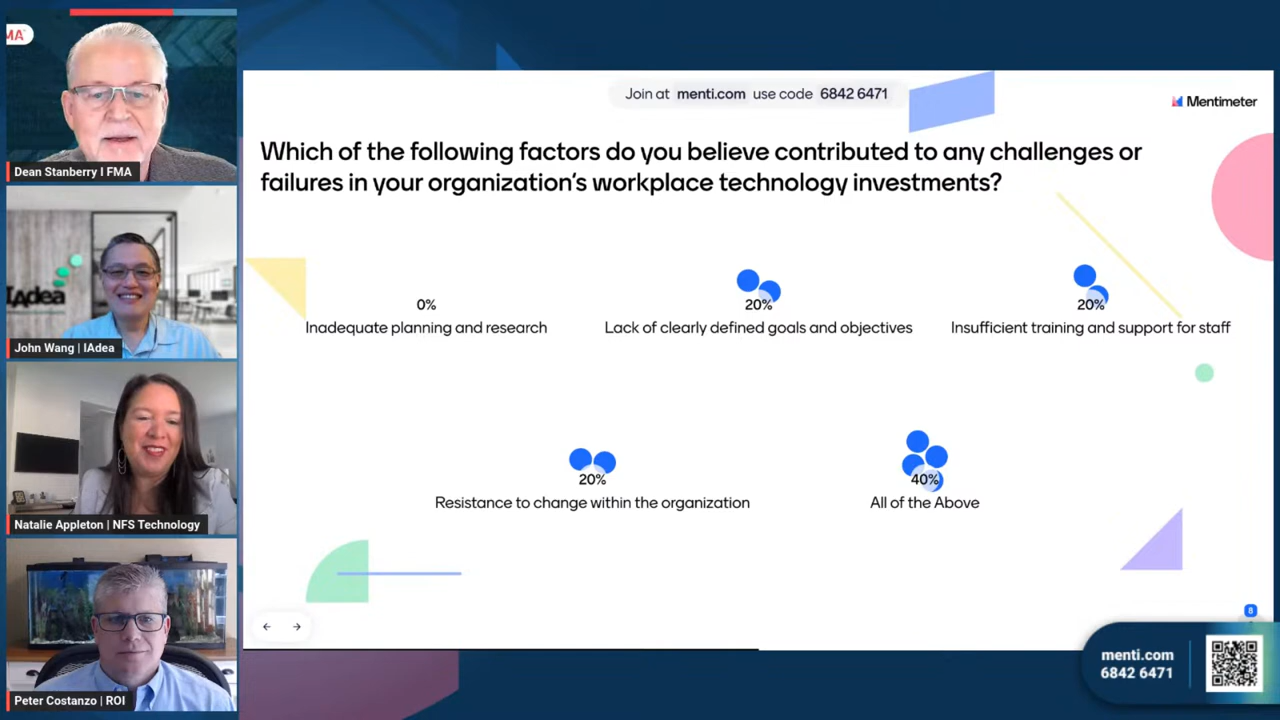 MA
Dean Stanberry I FMA
IAdea
John Wang | IAdea
Natalie Appleton | NFS Technology
Peter Costanzo | ROI
Join at menti.com use code 6842 6471
Mentimeter
Which of the following factors do you believe contributed to any challenges or
failures in your organization's workplace technology investments?
0%
Inadequate planning and research
20%
Lack of clearly defined goals and objectives
20%
Insufficient training and support for staff
20%
Resistance to change within the organization
40%
All of the Above
8
menti.com
6842 6471